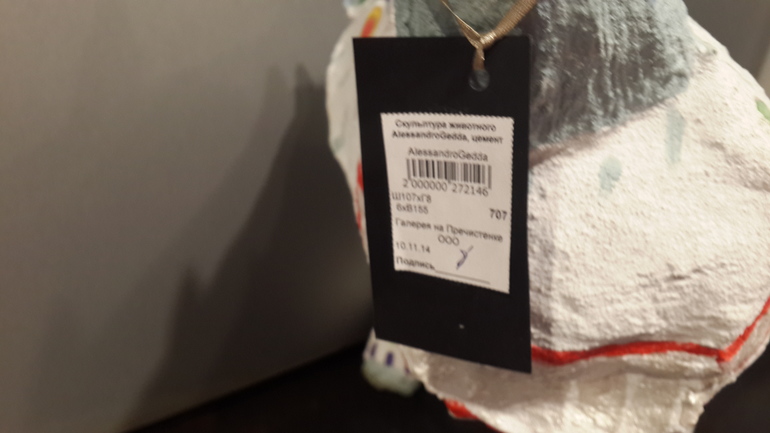 Скульптура животного
AlessandroGedda, цемент
AlessandroGedda
2 000000 272146
Ш107хГ8
6хВ155
707
Галерея на Пречистенке
ООО
10.11.14
Подпись